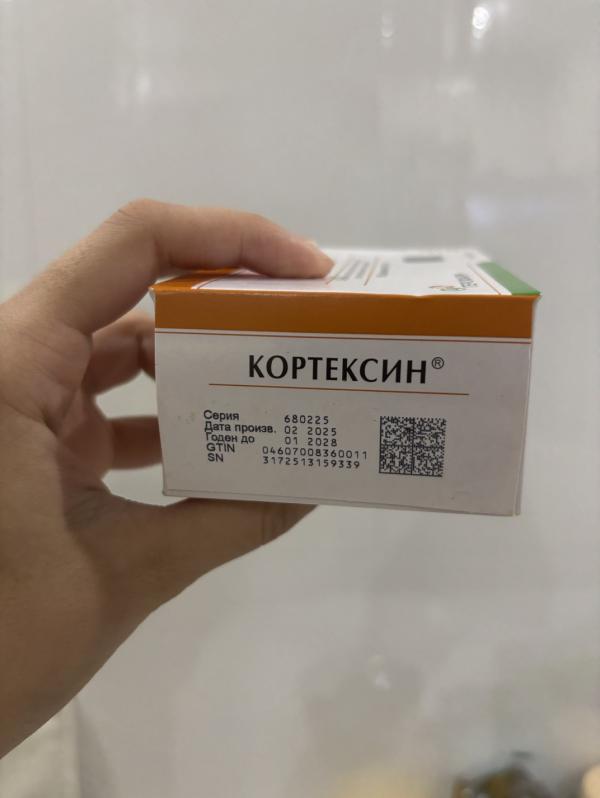 КОРТЕКСИН®
Серия 680225
Дата произв. 02 2025
Годен до 01 2028
GTIN 04607008360011
SN 3172513159339